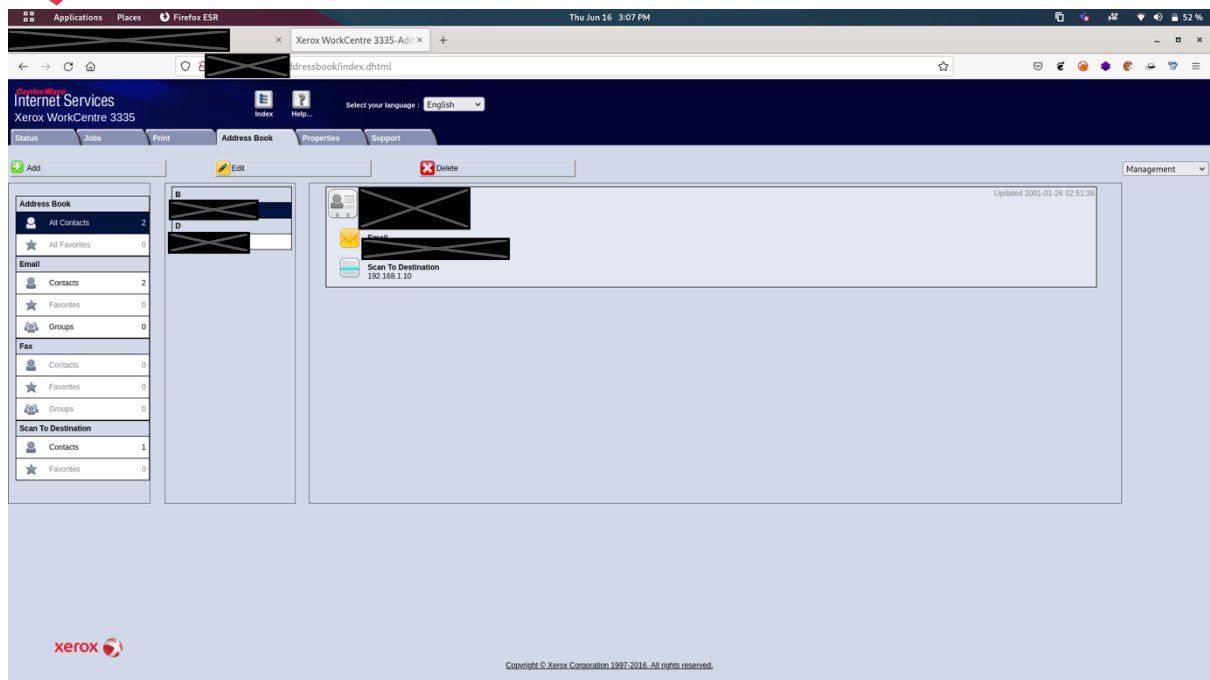 Applications Places Firefox ESR Thu Jun 16 3:07 PM 52 %
Xerox WorkCentre 3335-Add
dressbook/index.dhtml
CentreWare
Internet Services
Xerox WorkCentre 3335
Index Help... Select your language : English
Status Jobs Print Address Book Properties Support
Add Edit Delete Management
Address Book
All Contacts 2
All Favorites 0
Email
Contacts 2
Favorites 0
Groups 0
Fax
Contacts 0
Favorites 0
Groups 0
Scan To Destination
Contacts 1
Favorites 0
B
D
Updated 2001-01-26 02:51:38
Email
Scan To Destination
192.168.1.10
xerox
Copyright © Xerox Corporation 1997-2016. All rights reserved.